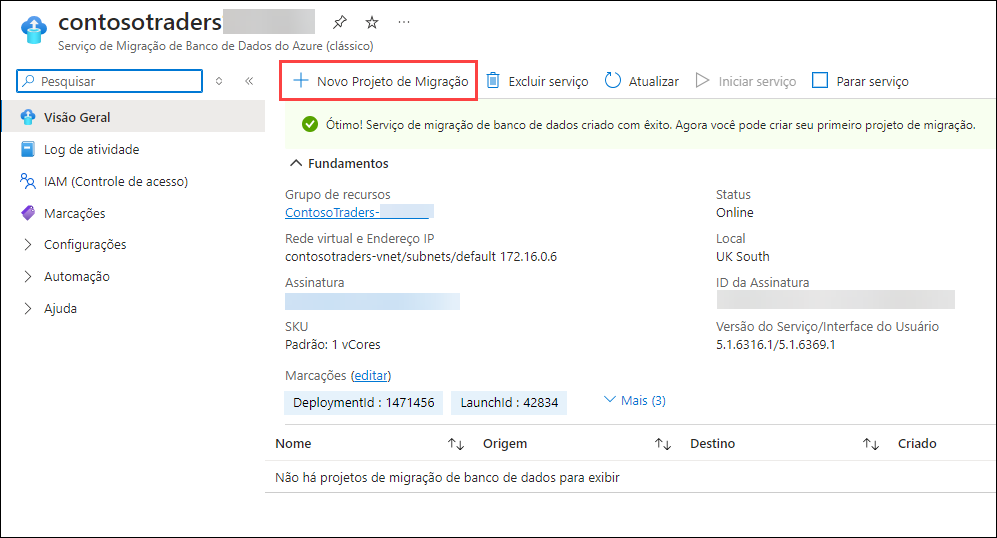 contosotraders
Serviço de Migração de Banco de Dados do Azure (clássico)
Pesquisar
Novo Projeto de Migração
Excluir serviço
Atualizar
Iniciar serviço
Parar serviço
Visão Geral
Log de atividade
IAM (Controle de acesso)
Marcações
Configurações
Automação
Ajuda
Ótimo! Serviço de migração de banco de dados criado com êxito. Agora você pode criar seu primeiro projeto de migração.
Fundamentos
Grupo de recursos
ContosoTraders-
Rede virtual e Endereço IP
contosotraders-vnet/subnets/default 172.16.0.6
Assinatura
SKU
Padrão: 1 vCores
Status
Online
Local
UK South
ID da Assinatura
Versão do Serviço/Interface do Usuário
5.1.6316.1/5.1.6369.1
Marcações (editar)
DeploymentId : 1471456
LaunchId : 42834
Mais (3)
Nome
Origem
Destino
Criado
Não há projetos de migração de banco de dados para exibir